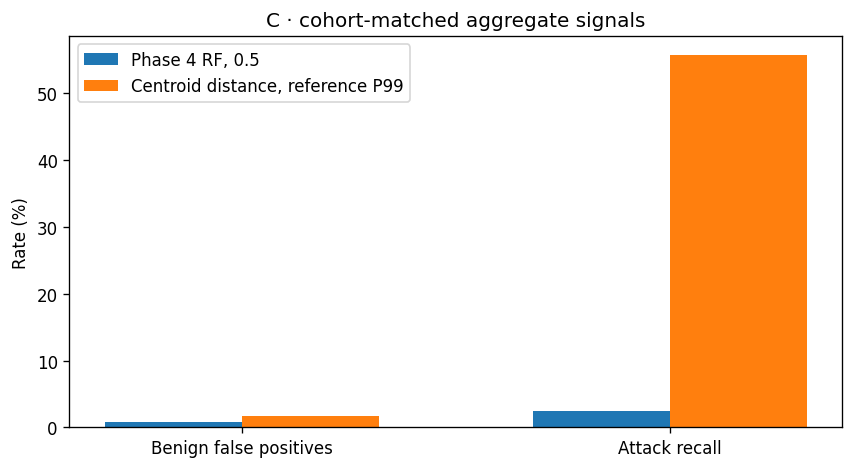 C · cohort-matched aggregate signals
Phase 4 RF, 0.5
Centroid distance, reference P99
Rate (%)
50
40
30
20
10
0
Benign false positives
Attack recall